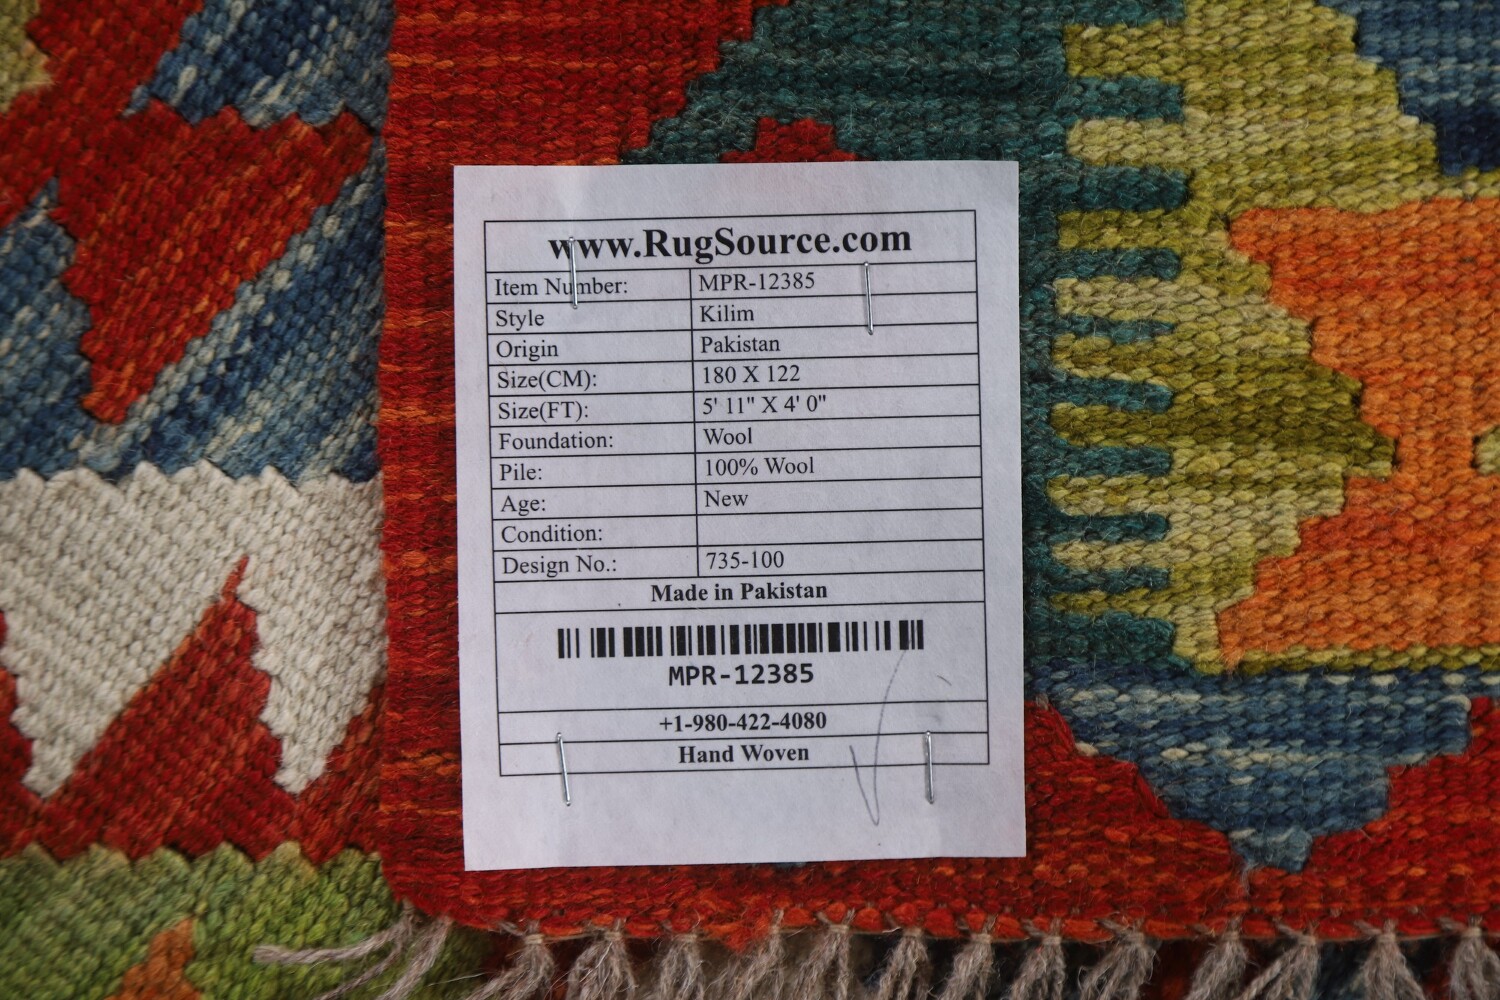 www.RugSource.com
Item Number: MPR-12385
Style Kilim
Origin Pakistan
Size(CM): 180 X 122
Size(FT): 5' 11" X 4' 0"
Foundation: Wool
Pile: 100% Wool
Age: New
Condition:
Design No.: 735-100
Made in Pakistan
MPR-12385
+1-980-422-4080
Hand Woven